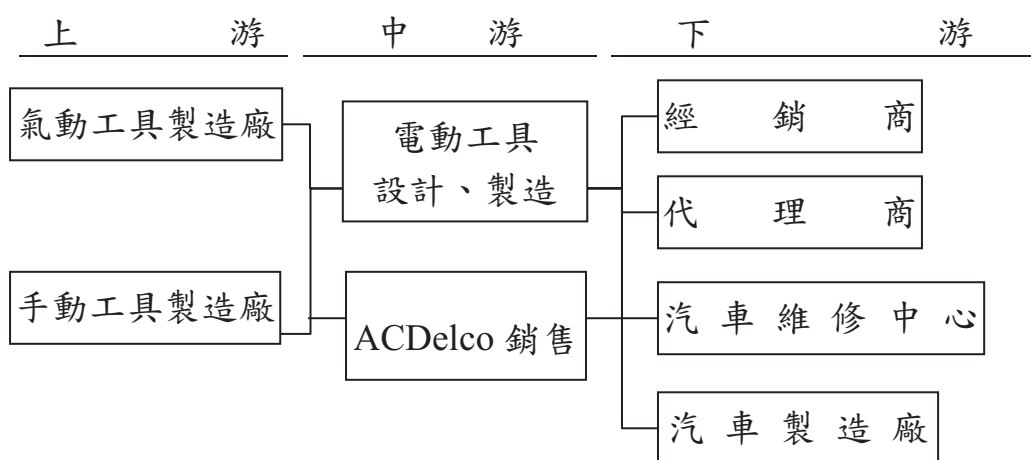 上游 中游 下游
氣動工具製造廠
手動工具製造廠
電動工具
設計、製造
ACDelco 銷售
經銷商
代理商
汽車維修中心
汽車製造廠